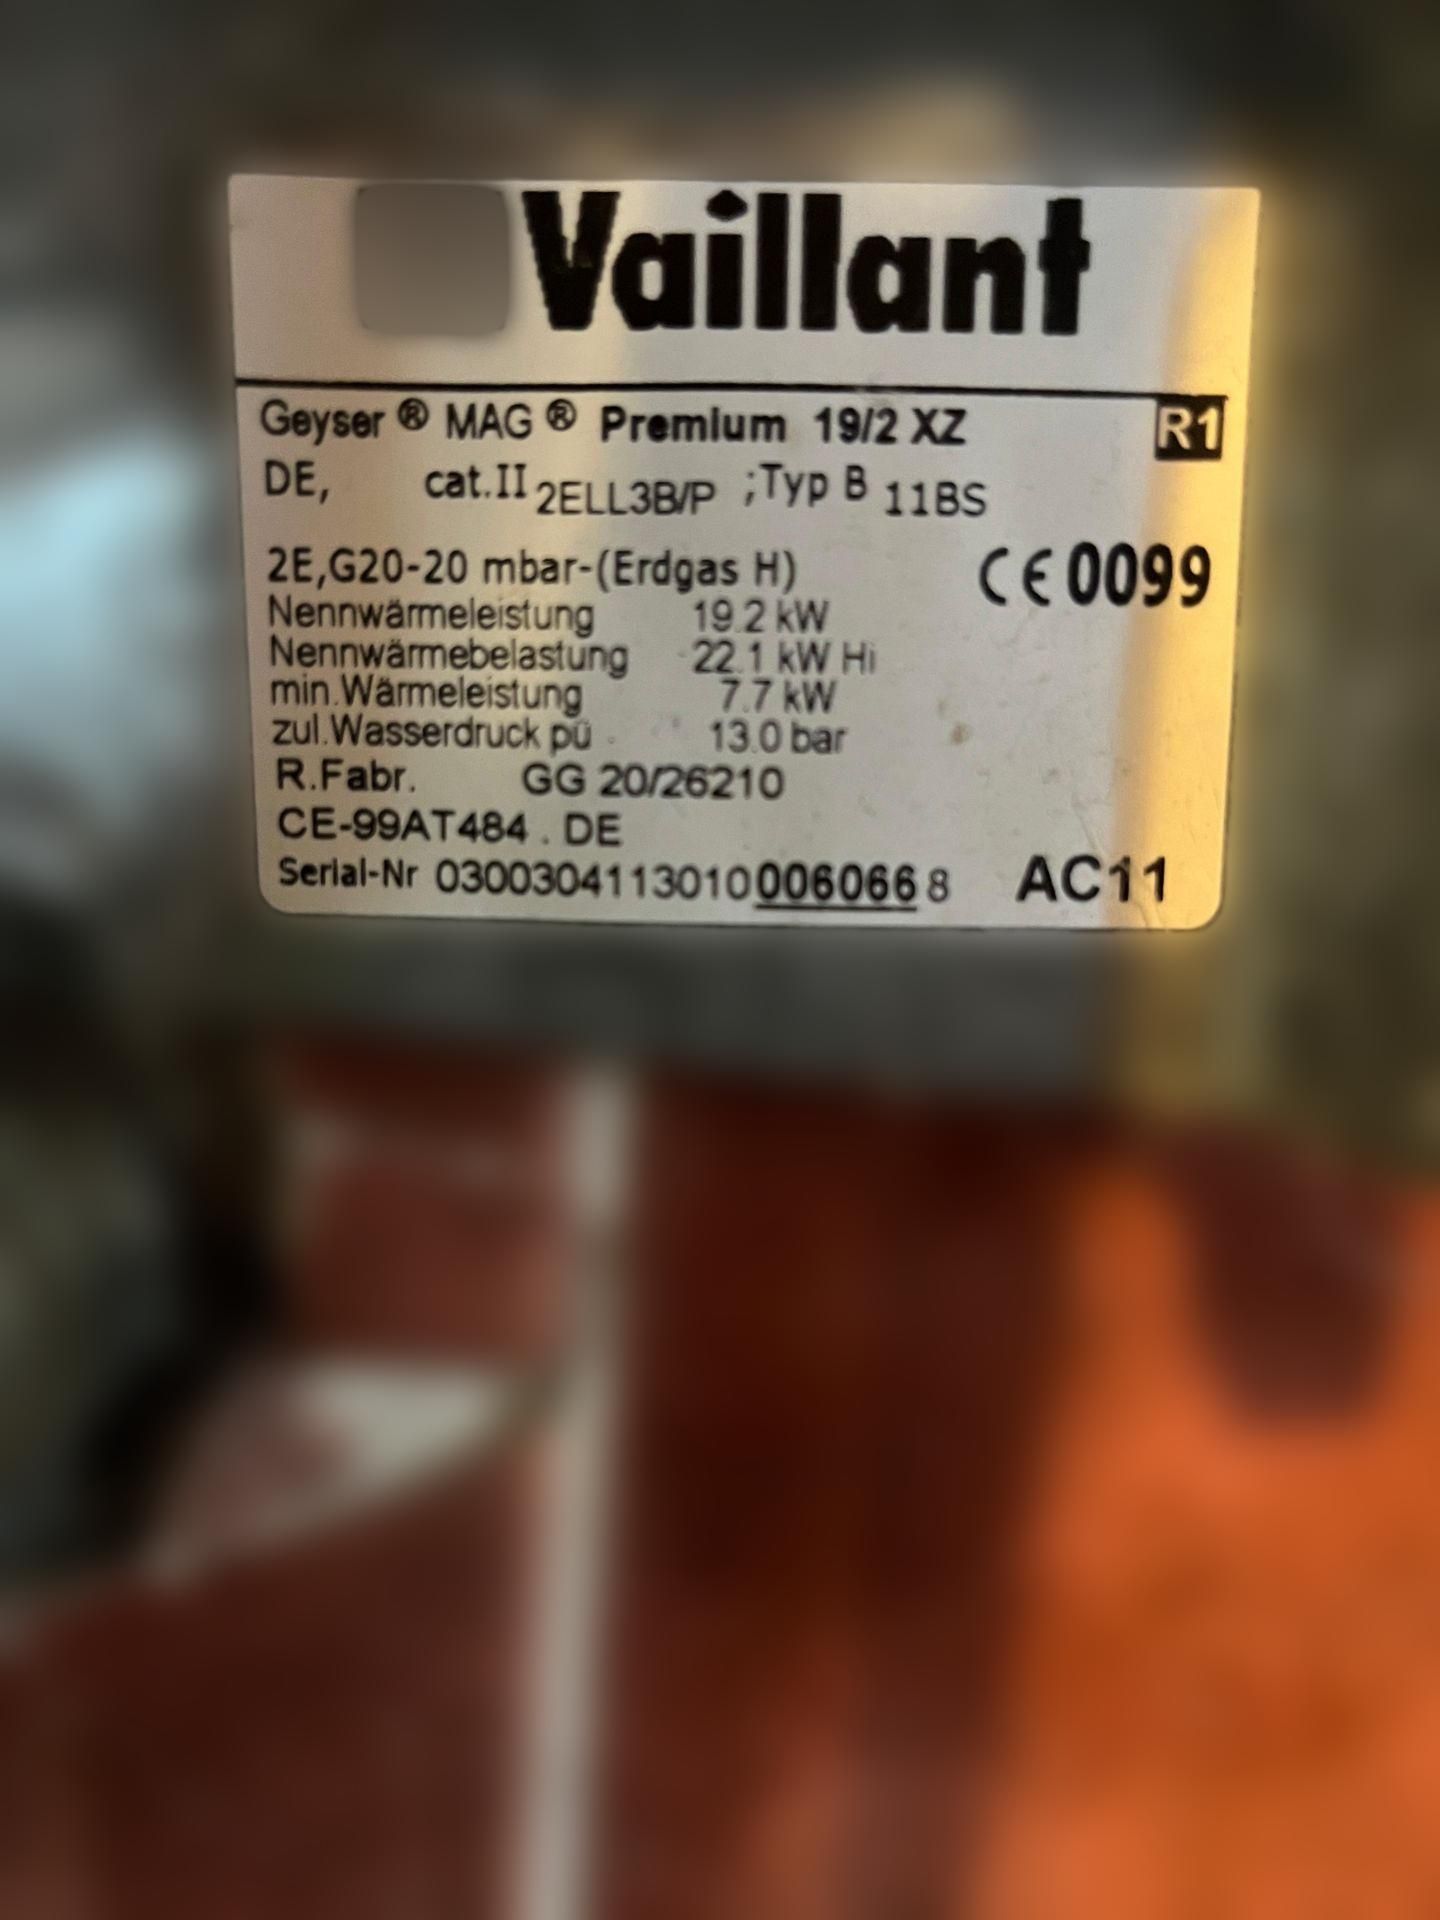 Vaillant
Geyser ® MAG ® Premium 19/2 XZ R1
DE, cat.II 2ELL3B/P ;Typ B 11BS
2E,G20-20 mbar-(Erdgas H) CE 0099
Nennwärmeleistung 19.2 kW
Nennwärmebelastung 22.1 kW Hi
min.Wärmeleistung 7.7 kW
zul.Wasserdruck pü 13.0 bar
R.Fabr. GG 20/26210
CE-99AT484 . DE
Serial-Nr 0300304113010006066 8 AC11